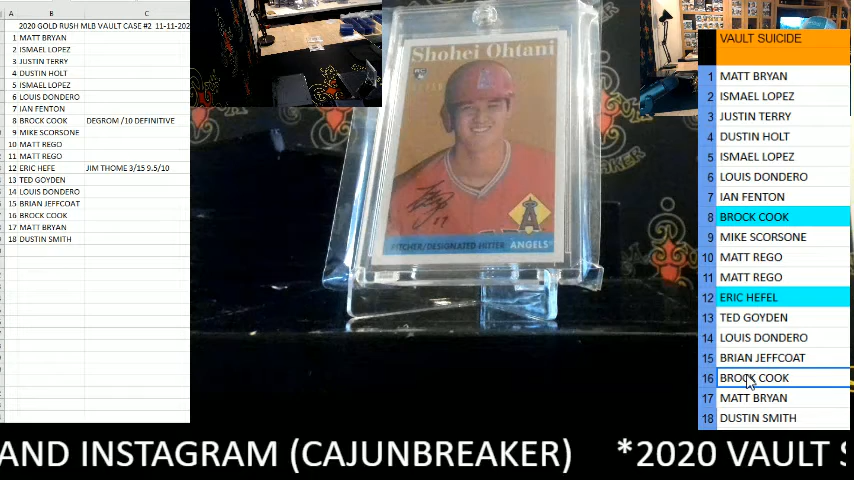 A B C
2020 GOLD RUSH MLB VAULT CASE #2 11-11-202
1 MATT BRYAN
2 ISMAEL LOPEZ
3 JUSTIN TERRY
4 DUSTIN HOLT
5 ISMAEL LOPEZ
6 LOUIS DONDERO
7 IAN FENTON
8 BROCK COOK DEGROM /10 DEFINITIVE
9 MIKE SCORSONE
10 MATT REGO
11 MATT REGO
12 ERIC HEFE JIM THOME 3/15 9.5/10
13 TED GOYDEN
14 LOUIS DONDERO
15 BRIAN JEFFCOAT
16 BROCK COOK
17 MATT BRYAN
18 DUSTIN SMITH
Shohei Ohtani
RC
17
A
PITCHER/DESIGNATED HITTER ANGELS
VAULT SUICIDE
1 MATT BRYAN
2 ISMAEL LOPEZ
3 JUSTIN TERRY
4 DUSTIN HOLT
5 ISMAEL LOPEZ
6 LOUIS DONDERO
7 IAN FENTON
8 BROCK COOK
9 MIKE SCORSONE
10 MATT REGO
11 MATT REGO
12 ERIC HEFEL
13 TED GOYDEN
14 LOUIS DONDERO
15 BRIAN JEFFCOAT
16 BROCK COOK
17 MATT BRYAN
18 DUSTIN SMITH
AND INSTAGRAM (CAJUNBREAKER) *2020 VAULT S